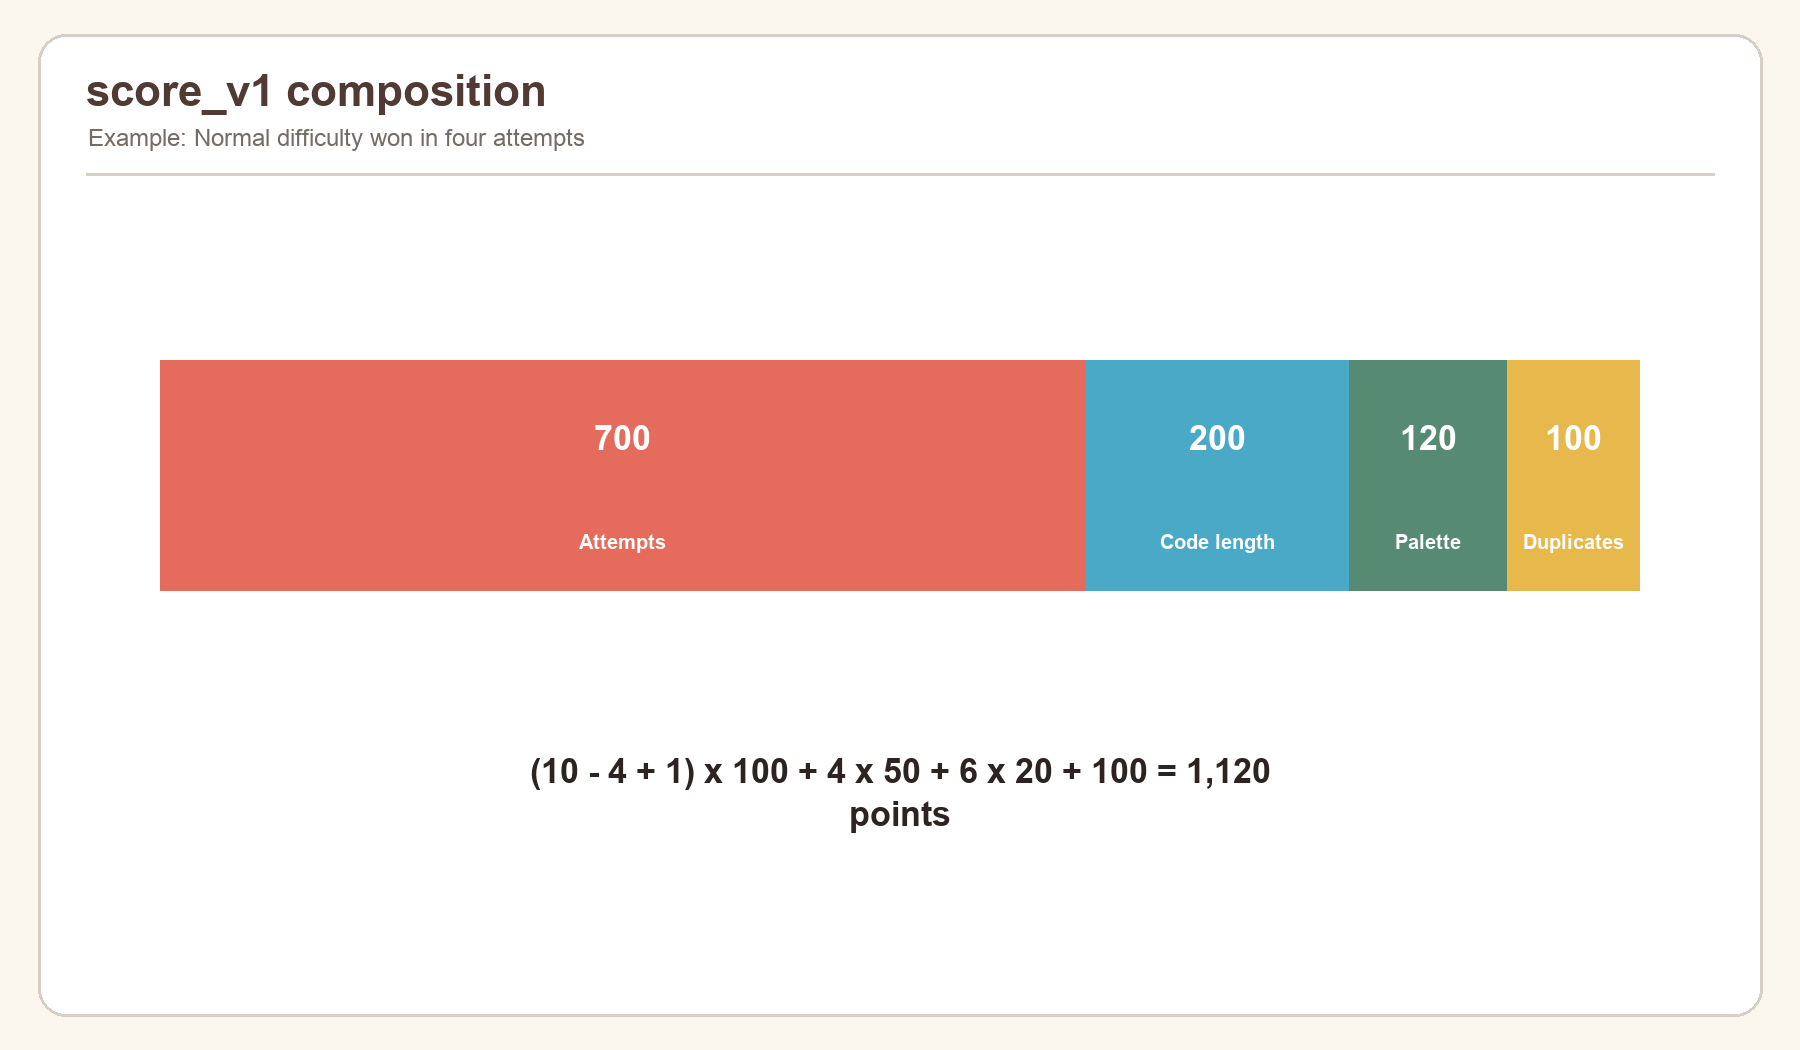 score_v1 composition
Example: Normal difficulty won in four attempts
700
200
120
100
Attempts
Code length
Palette
Duplicates
(10 - 4 + 1) x 100 + 4 x 50 + 6 x 20 + 100 = 1,120
points